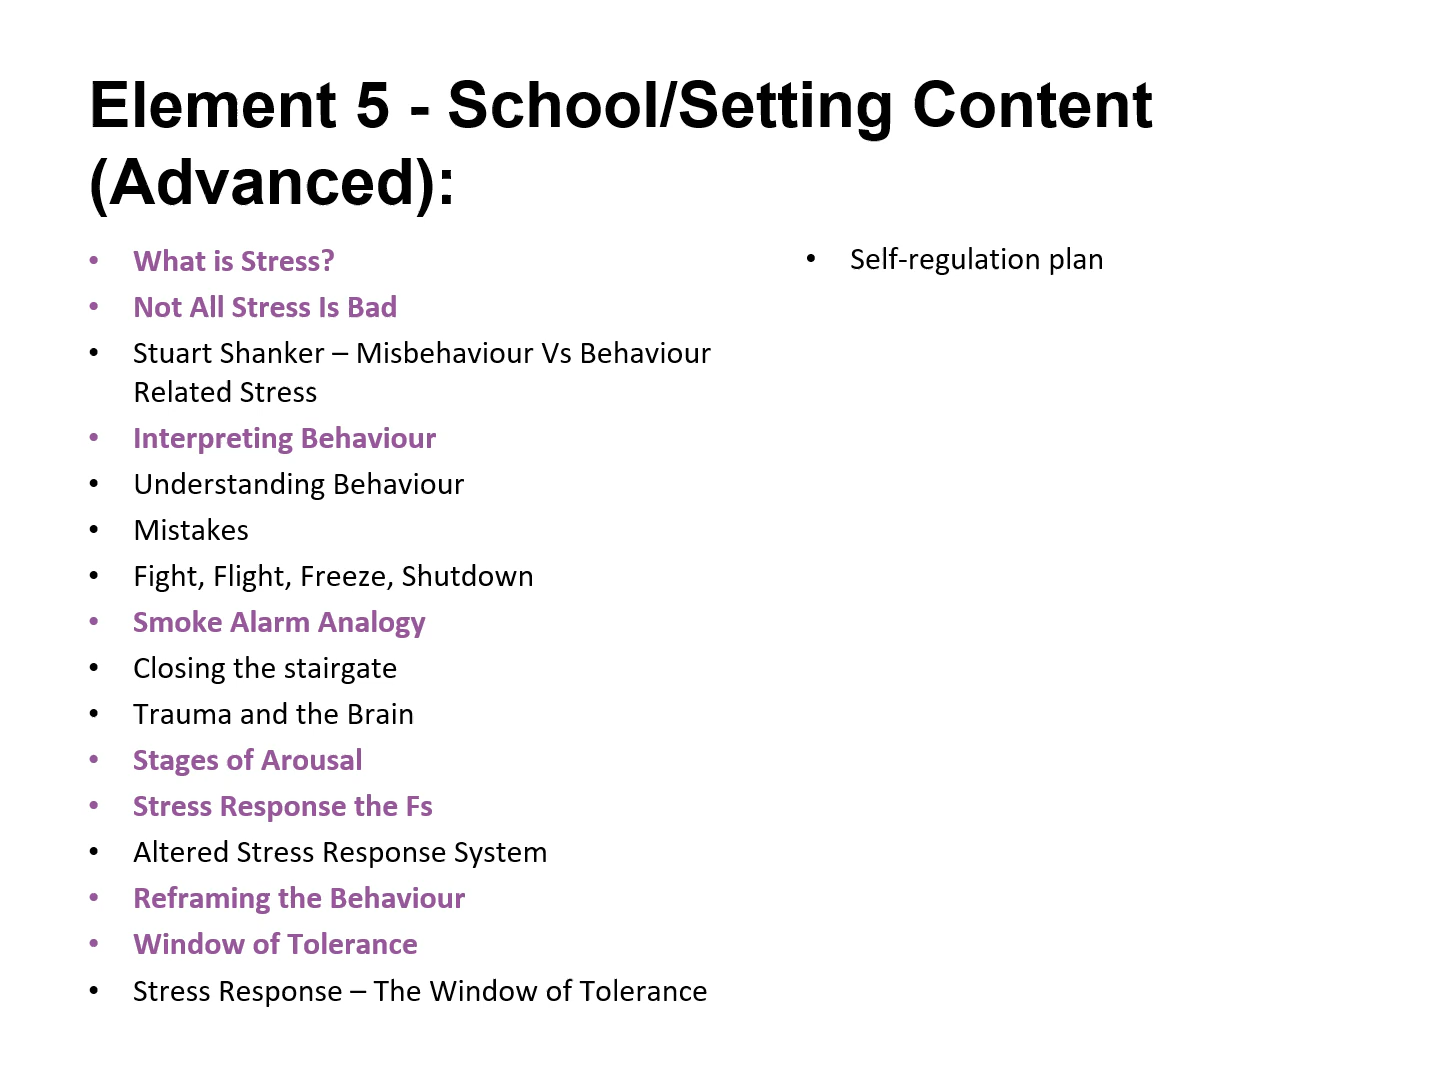 Element 5 - School/Setting Content
(Advanced):
• What is Stress?
• Not All Stress Is Bad
• Stuart Shanker – Misbehaviour Vs Behaviour
Related Stress
• Interpreting Behaviour
• Understanding Behaviour
• Mistakes
• Fight, Flight, Freeze, Shutdown
• Smoke Alarm Analogy
• Closing the stairgate
• Trauma and the Brain
• Stages of Arousal
• Stress Response the Fs
• Altered Stress Response System
• Reframing the Behaviour
• Window of Tolerance
• Stress Response – The Window of Tolerance
• Self-regulation plan